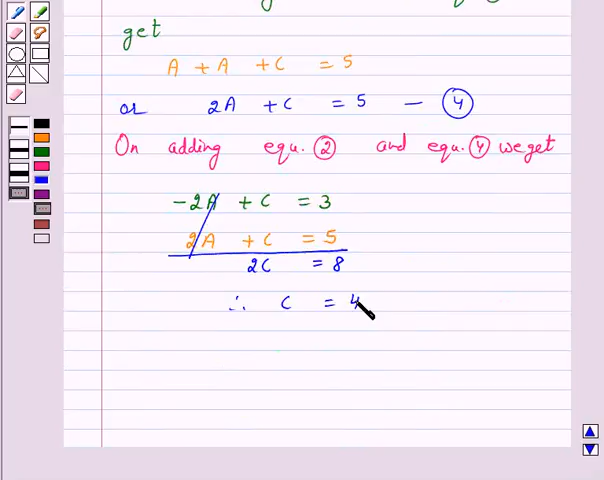 get
A + A + C = 5
or 2A + C = 5 — ④
On adding equ. ② and equ. ④ we get
-2A + C = 3
2A + C = 5
2C = 8
∴ C = 4